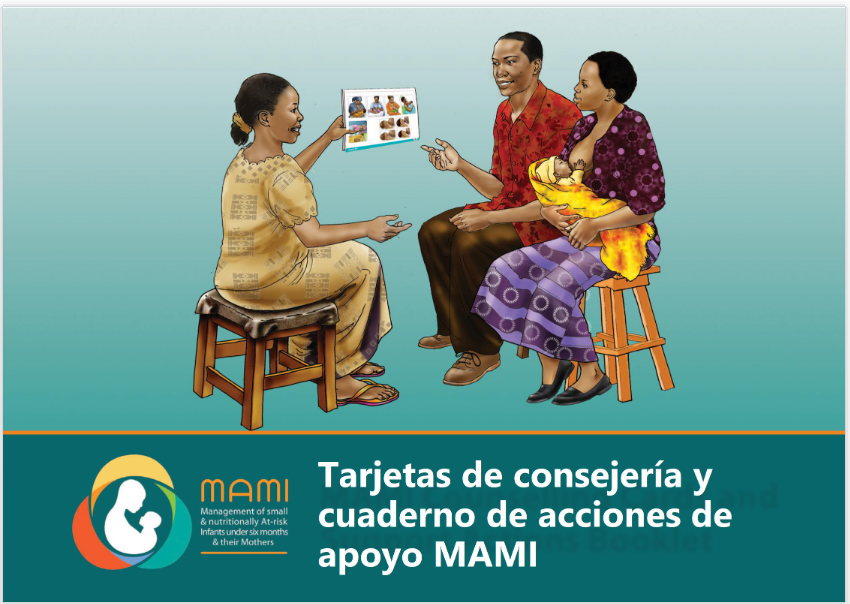 MAMI
Management of small
& nutritionally At-risk
Infants under six months
& their Mothers
Tarjetas de consejería y
cuaderno de acciones de
apoyo MAMI